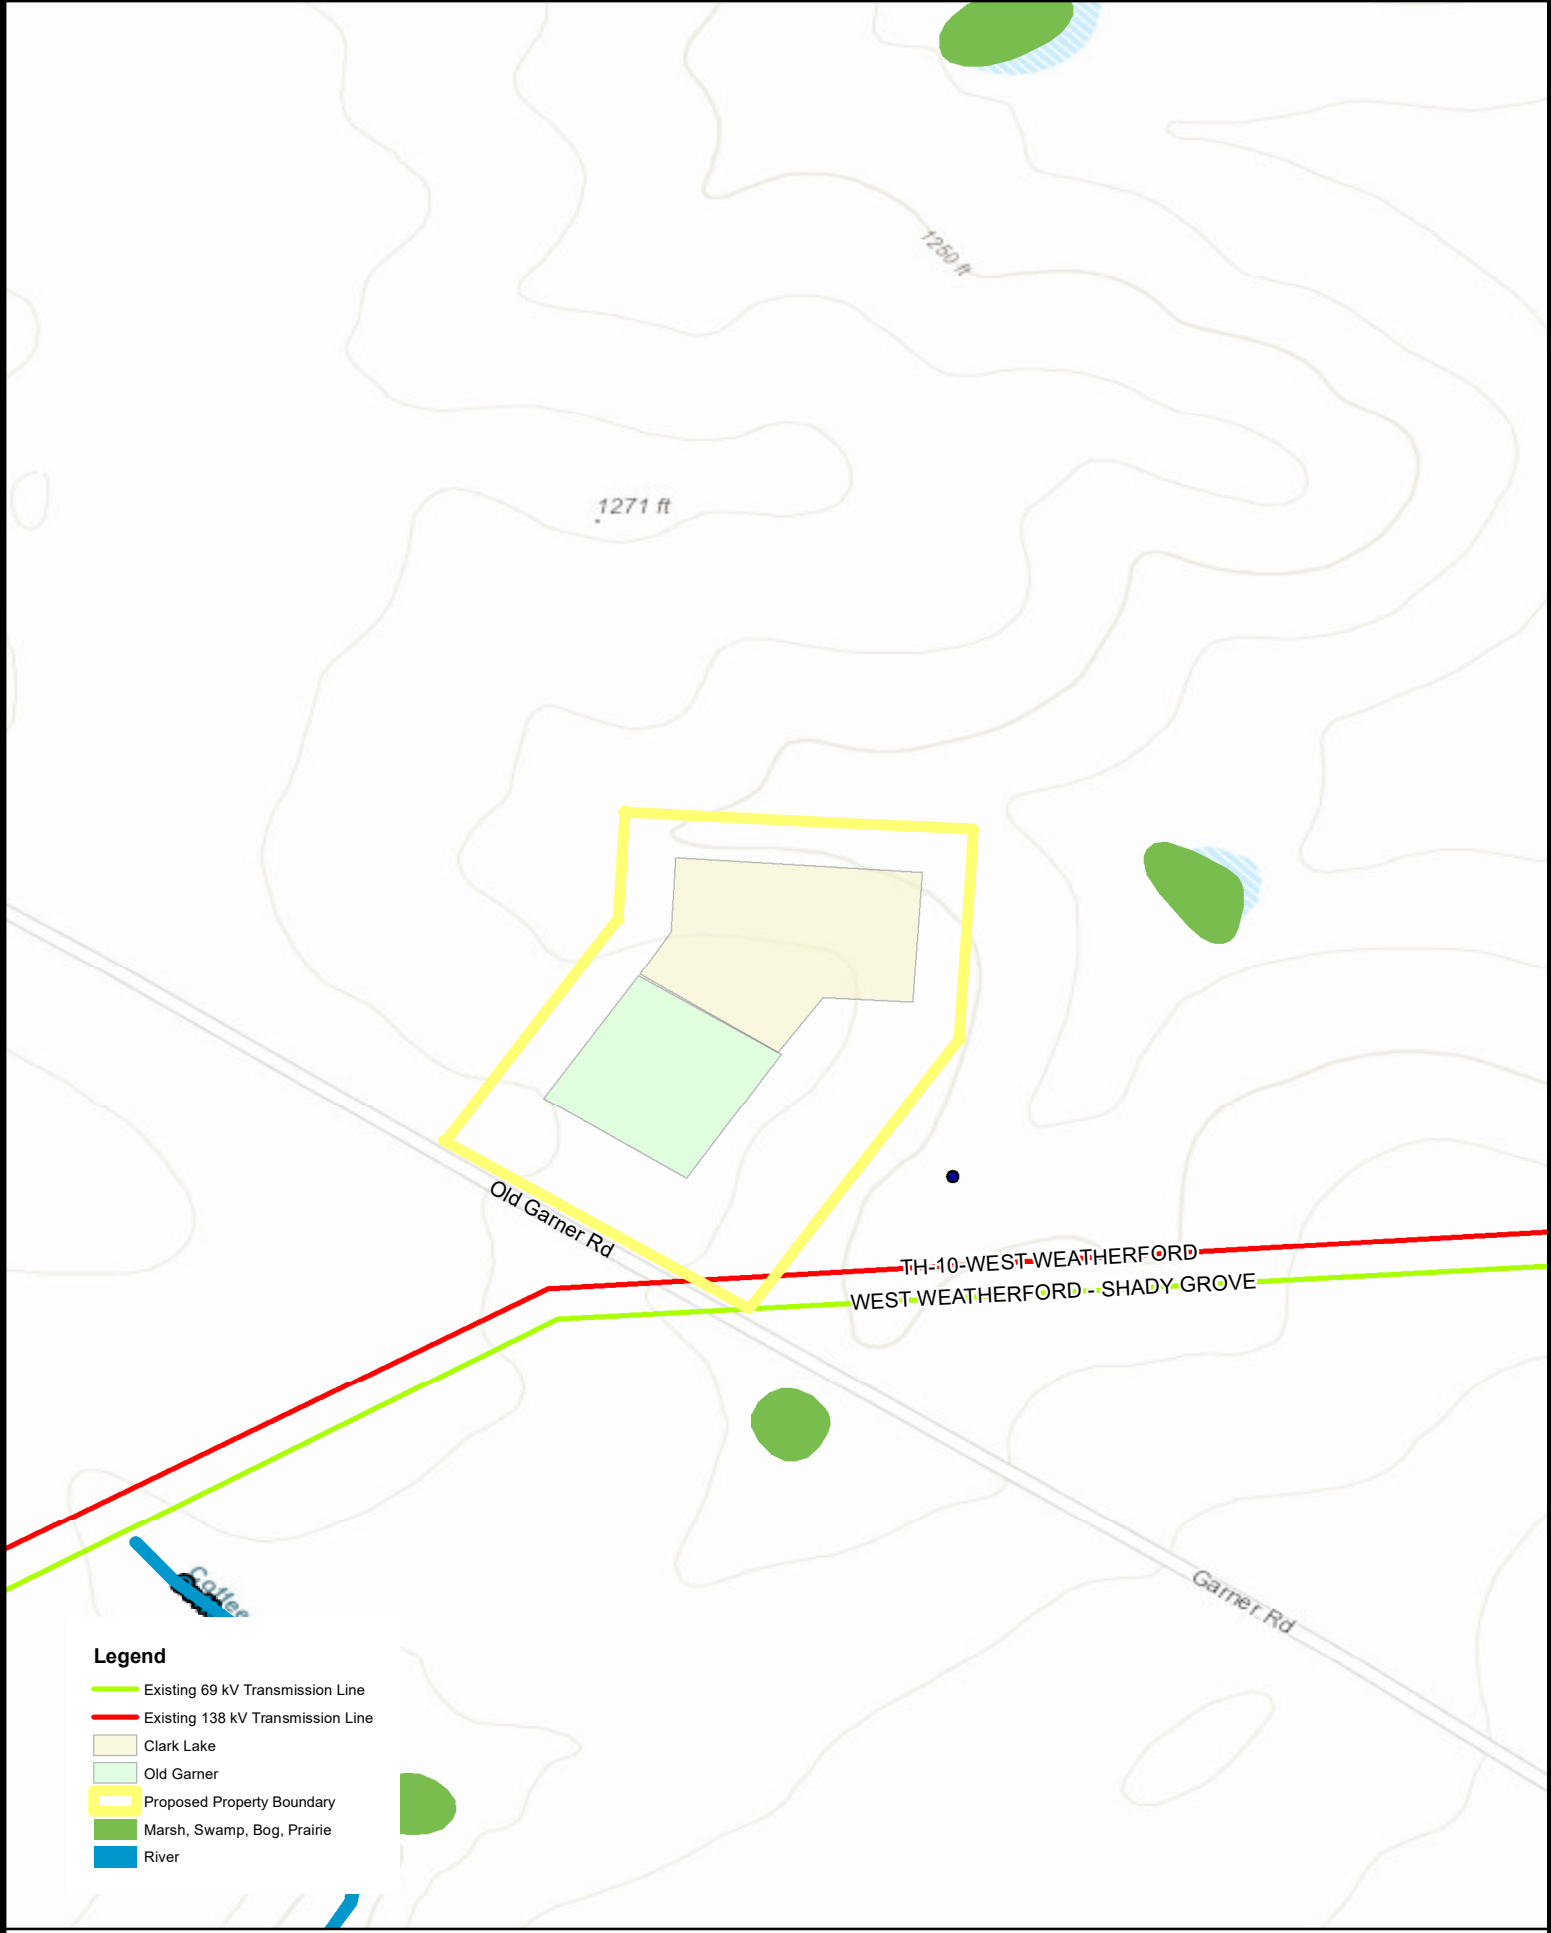 1250 ft
1271 ft
Old Garner Rd
TH-10-WEST WEATHERFORD
WEST WEATHERFORD - SHADY GROVE
Garner Rd
Coffee
Legend
Existing 69 kV Transmission Line
Existing 138 kV Transmission Line
Clark Lake
Old Garner
Proposed Property Boundary
Marsh, Swamp, Bog, Prairie
River